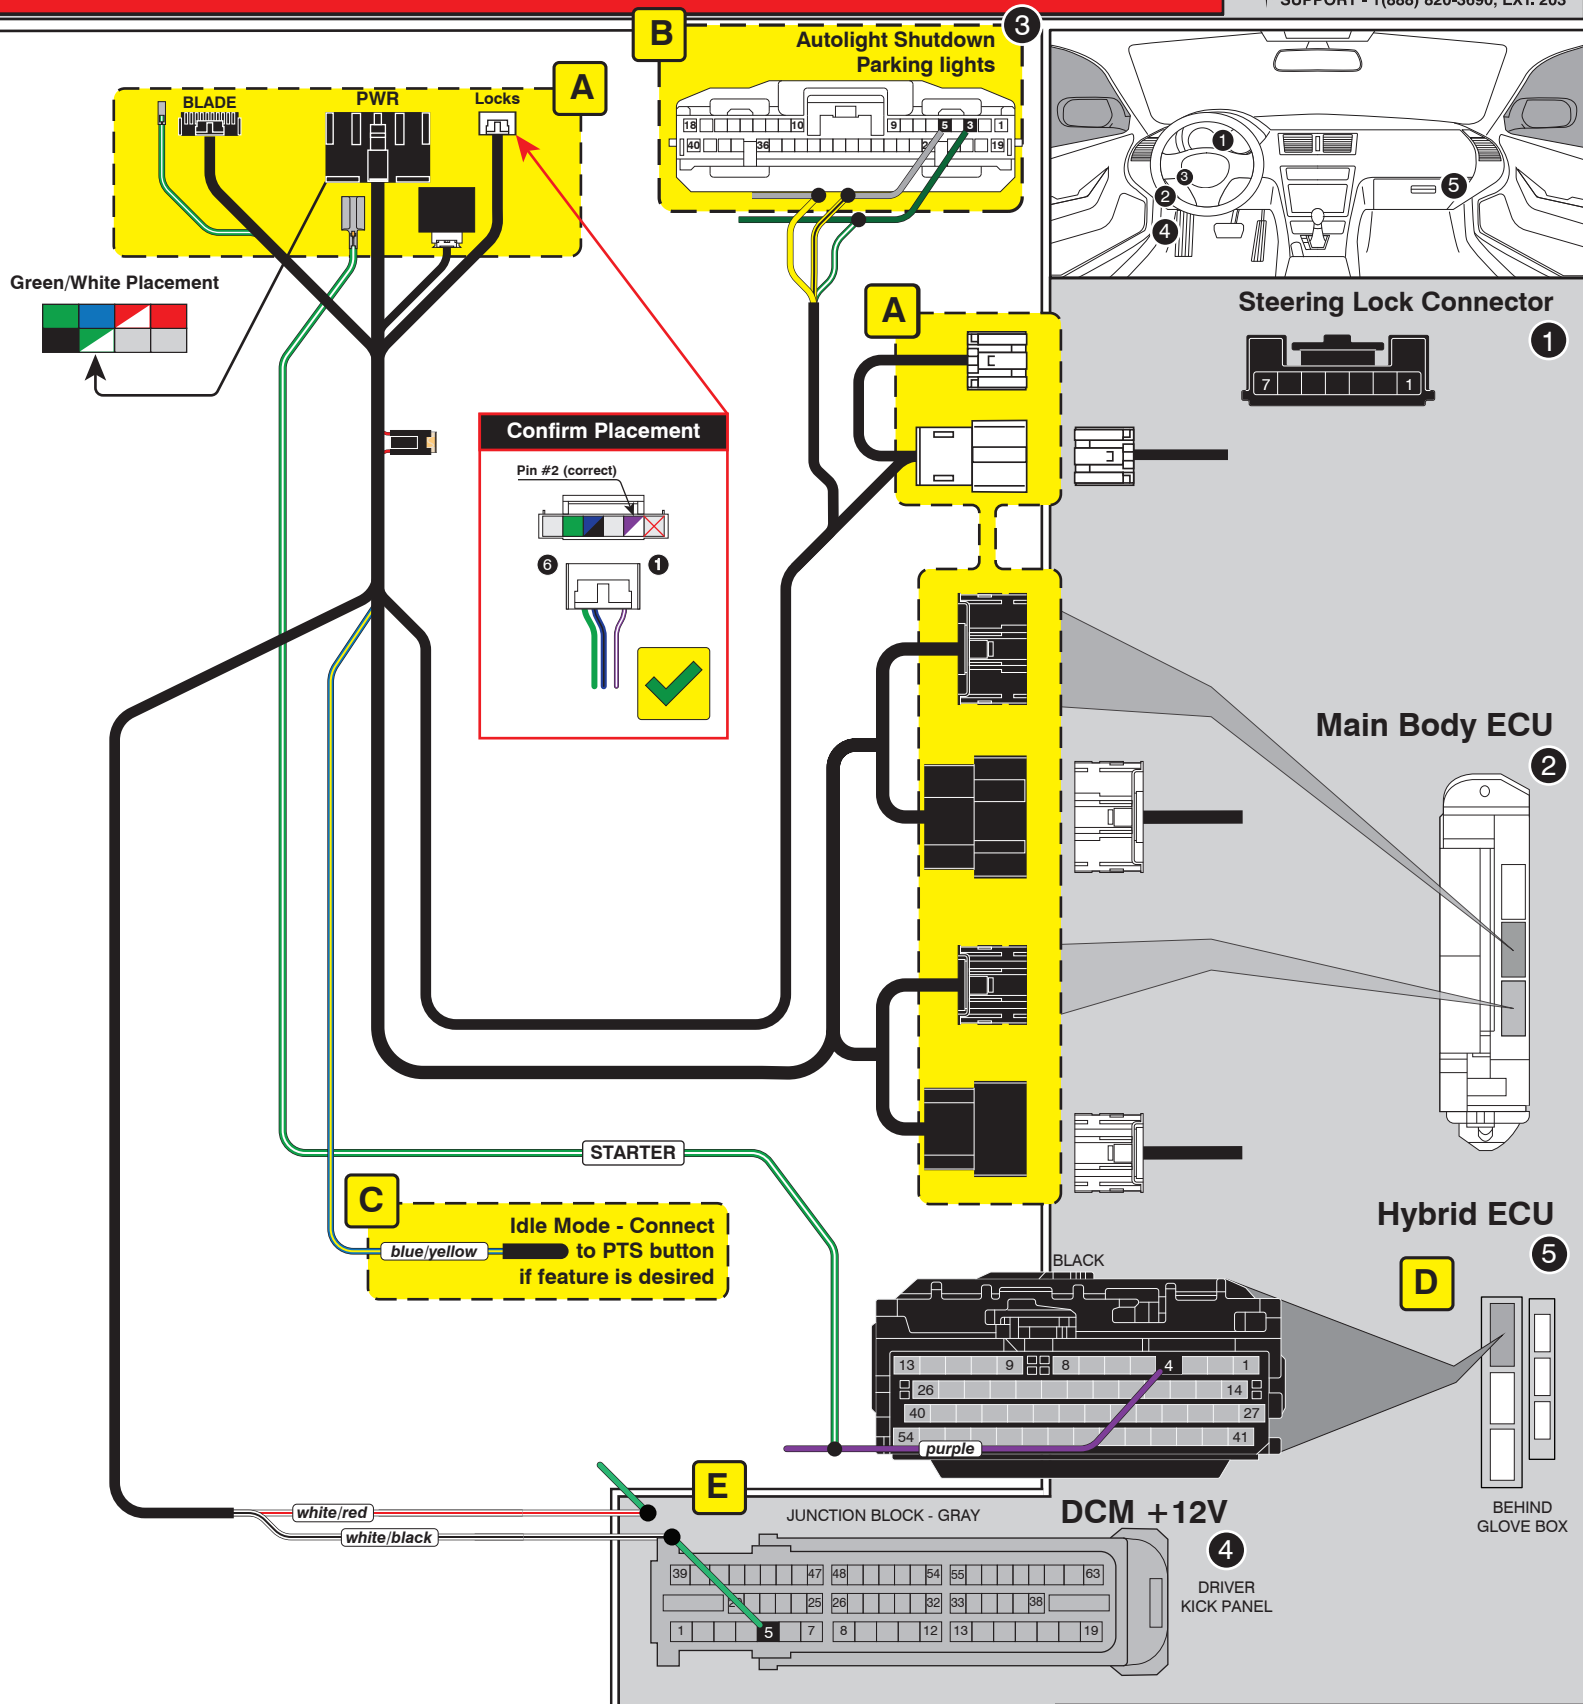 SUPPORT - 1(888) 820-3690, EXT. 203
B
3
Autolight Shutdown
Parking lights
18 10 9 5 3 1
40 36 19
A
BLADE
PWR
Locks
1
3
2
4
5
Green/White Placement
A
Steering Lock Connector
1
7 1
Confirm Placement
Pin #2 (correct)
6 1
Main Body ECU
2
STARTER
C
Idle Mode - Connect
to PTS button
if feature is desired
blue/yellow
Hybrid ECU
5
D
BLACK
13 9 8 4 1
26 14
40 27
54 41
purple
BEHIND
GLOVE BOX
E
JUNCTION BLOCK - GRAY
DCM +12V
4
DRIVER
KICK PANEL
white/red
white/black
39 47 48 54 55 63
25 26 32 33 38
1 5 7 8 12 13 19